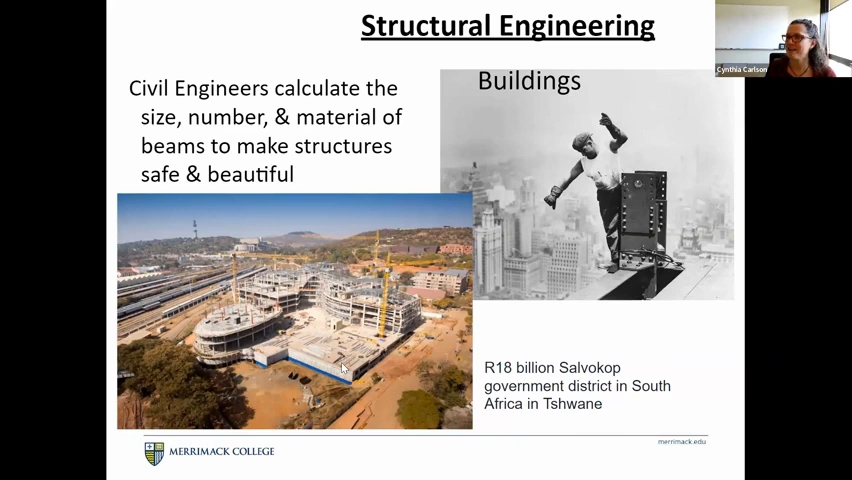 Structural Engineering
Cynthia Carlson
Civil Engineers calculate the
size, number, & material of
beams to make structures
safe & beautiful
Buildings
R18 billion Salvokop
government district in South
Africa in Tshwane
merrimack.edu
MERRIMACK COLLEGE